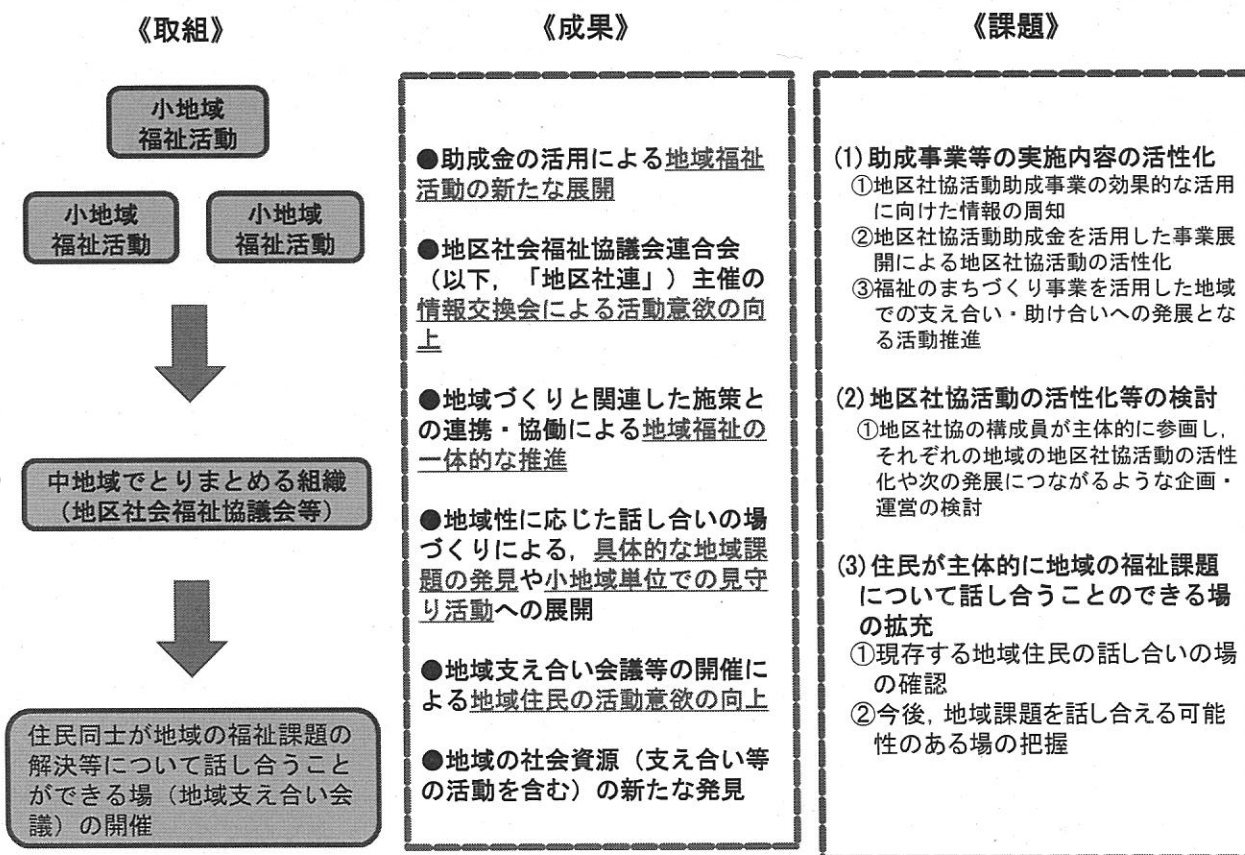 《取組》
小地域
福祉活動
小地域
福祉活動
小地域
福祉活動
中地域でとりまとめる組織
（地区社会福祉協議会等）
住民同士が地域の福祉課題の
解決等について話し合うこと
ができる場（地域支え合い会
議）の開催
《成果》
●助成金の活用による地域福祉
活動の新たな展開
●地区社会福祉協議会連合会
（以下，「地区社連」）主催の
情報交換会による活動意欲の向
上
●地域づくりと関連した施策と
の連携・協働による地域福祉の
一体的な推進
●地域性に応じた話し合いの場
づくりによる，具体的な地域課
題の発見や小地域単位での見守
り活動への展開
●地域支え合い会議等の開催に
よる地域住民の活動意欲の向上
●地域の社会資源（支え合い等
の活動を含む）の新たな発見
《課題》
(1) 助成事業等の実施内容の活性化
①地区社協活動助成事業の効果的な活用
に向けた情報の周知
②地区社協活動助成金を活用した事業展
開による地区社協活動の活性化
③福祉のまちづくり事業を活用した地域
での支え合い・助け合いへの発展とな
る活動推進
(2) 地区社協活動の活性化等の検討
①地区社協の構成員が主体的に参画し，
それぞれの地域の地区社協活動の活性
化や次の発展につながるような企画・
運営の検討
(3) 住民が主体的に地域の福祉課題
について話し合うことのできる場
の拡充
①現存する地域住民の話し合いの場
の確認
②今後，地域課題を話し合える可能
性のある場の把握